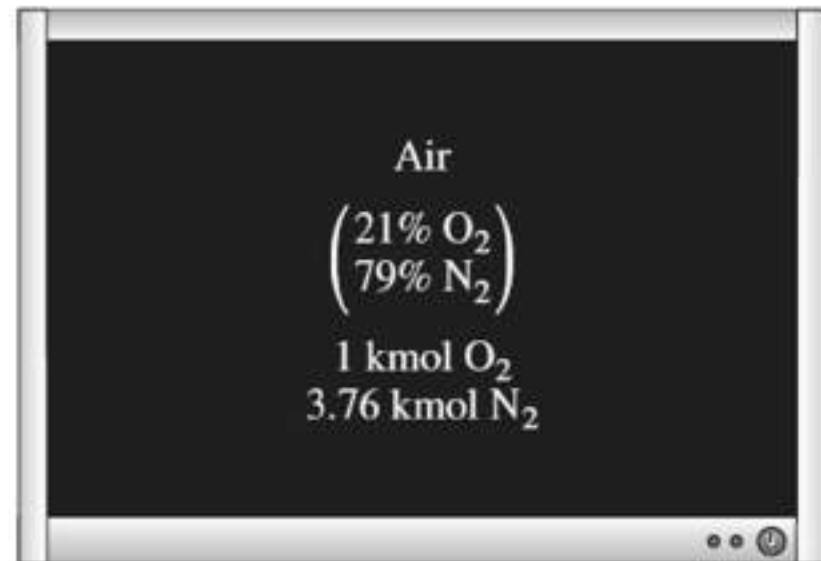 Air
21% O₂
79% N₂
1 kmol O₂
3.76 kmol N₂